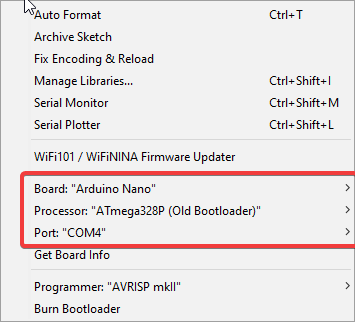 Auto Format Ctrl+T
Archive Sketch
Fix Encoding & Reload
Manage Libraries... Ctrl+Shift+I
Serial Monitor Ctrl+Shift+M
Serial Plotter Ctrl+Shift+L
WiFi101 / WiFiNINA Firmware Updater
Board: "Arduino Nano"
Processor: "ATmega328P (Old Bootloader)"
Port: "COM4"
Get Board Info
Programmer: "AVRISP mkII"
Burn Bootloader